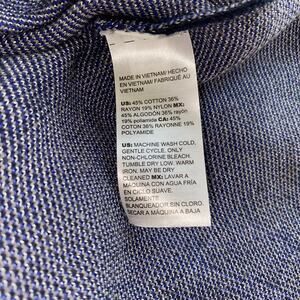 MADE IN VIETNAM/ HECHO
EN VIETNAM/ FABRIQUÉ AU
VIETNAM
US: 45% COTTON 36%
RAYON 19% NYLON MX:
45% ALGODÓN 36% rayón
19% poliamida CA: 45%
COTON 36% RAYONNE 19%
POLYAMIDE
US: MACHINE WASH COLD,
GENTLE CYCLE. ONLY
NON-CHLORINE BLEACH.
TUMBLE DRY LOW. WARM
IRON. MAY BE DRY
CLEANED MX: LAVAR A
MÁQUINA CON AGUA FRÍA
EN CICLO SUAVE.
SOLAMENTE
BLANQUEADOR SIN CLORO.
SECAR A MÁQUINA A BAJA